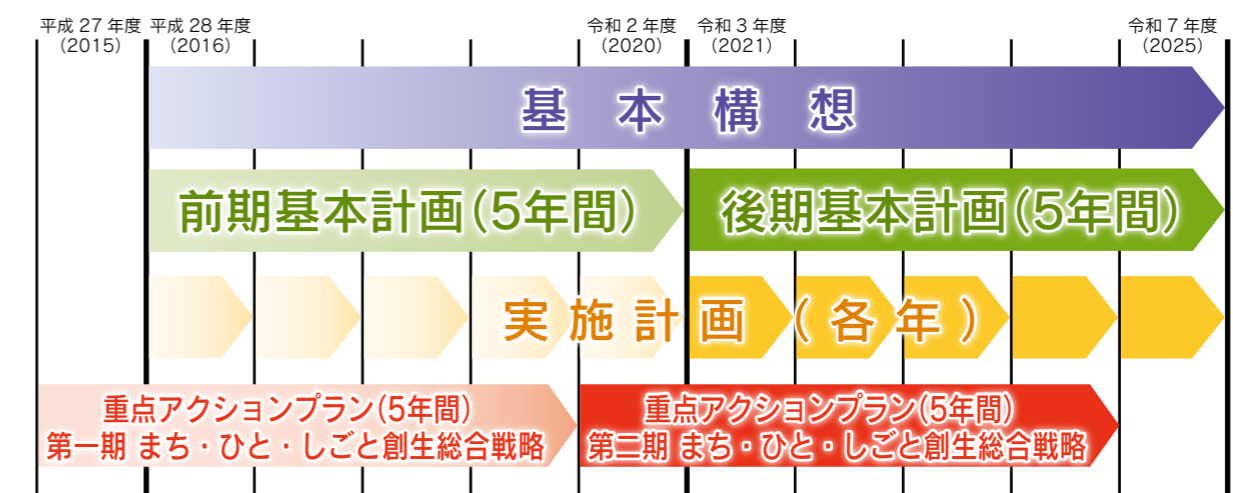 平成 27 年度 平成 28 年度 令和 2 年度 令和 3 年度 令和 7 年度
（2015） （2016） （2020） （2021） （2025）
基 本 構 想
前期基本計画(5年間) 後期基本計画(5年間)
実 施 計 画 ( 各 年 )
重点アクションプラン(5年間) 重点アクションプラン(5年間)
第一期 まち・ひと・しごと創生総合戦略 第二期 まち・ひと・しごと創生総合戦略